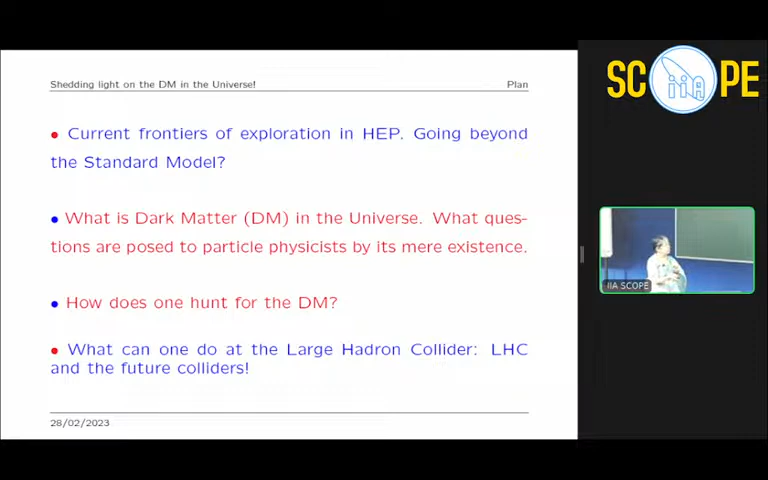 Shedding light on the DM in the Universe! Plan
• Current frontiers of exploration in HEP. Going beyond
the Standard Model?
• What is Dark Matter (DM) in the Universe. What ques-
tions are posed to particle physicists by its mere existence.
• How does one hunt for the DM?
• What can one do at the Large Hadron Collider: LHC
and the future colliders!
28/02/2023
SC iiA PE
IIA SCOPE